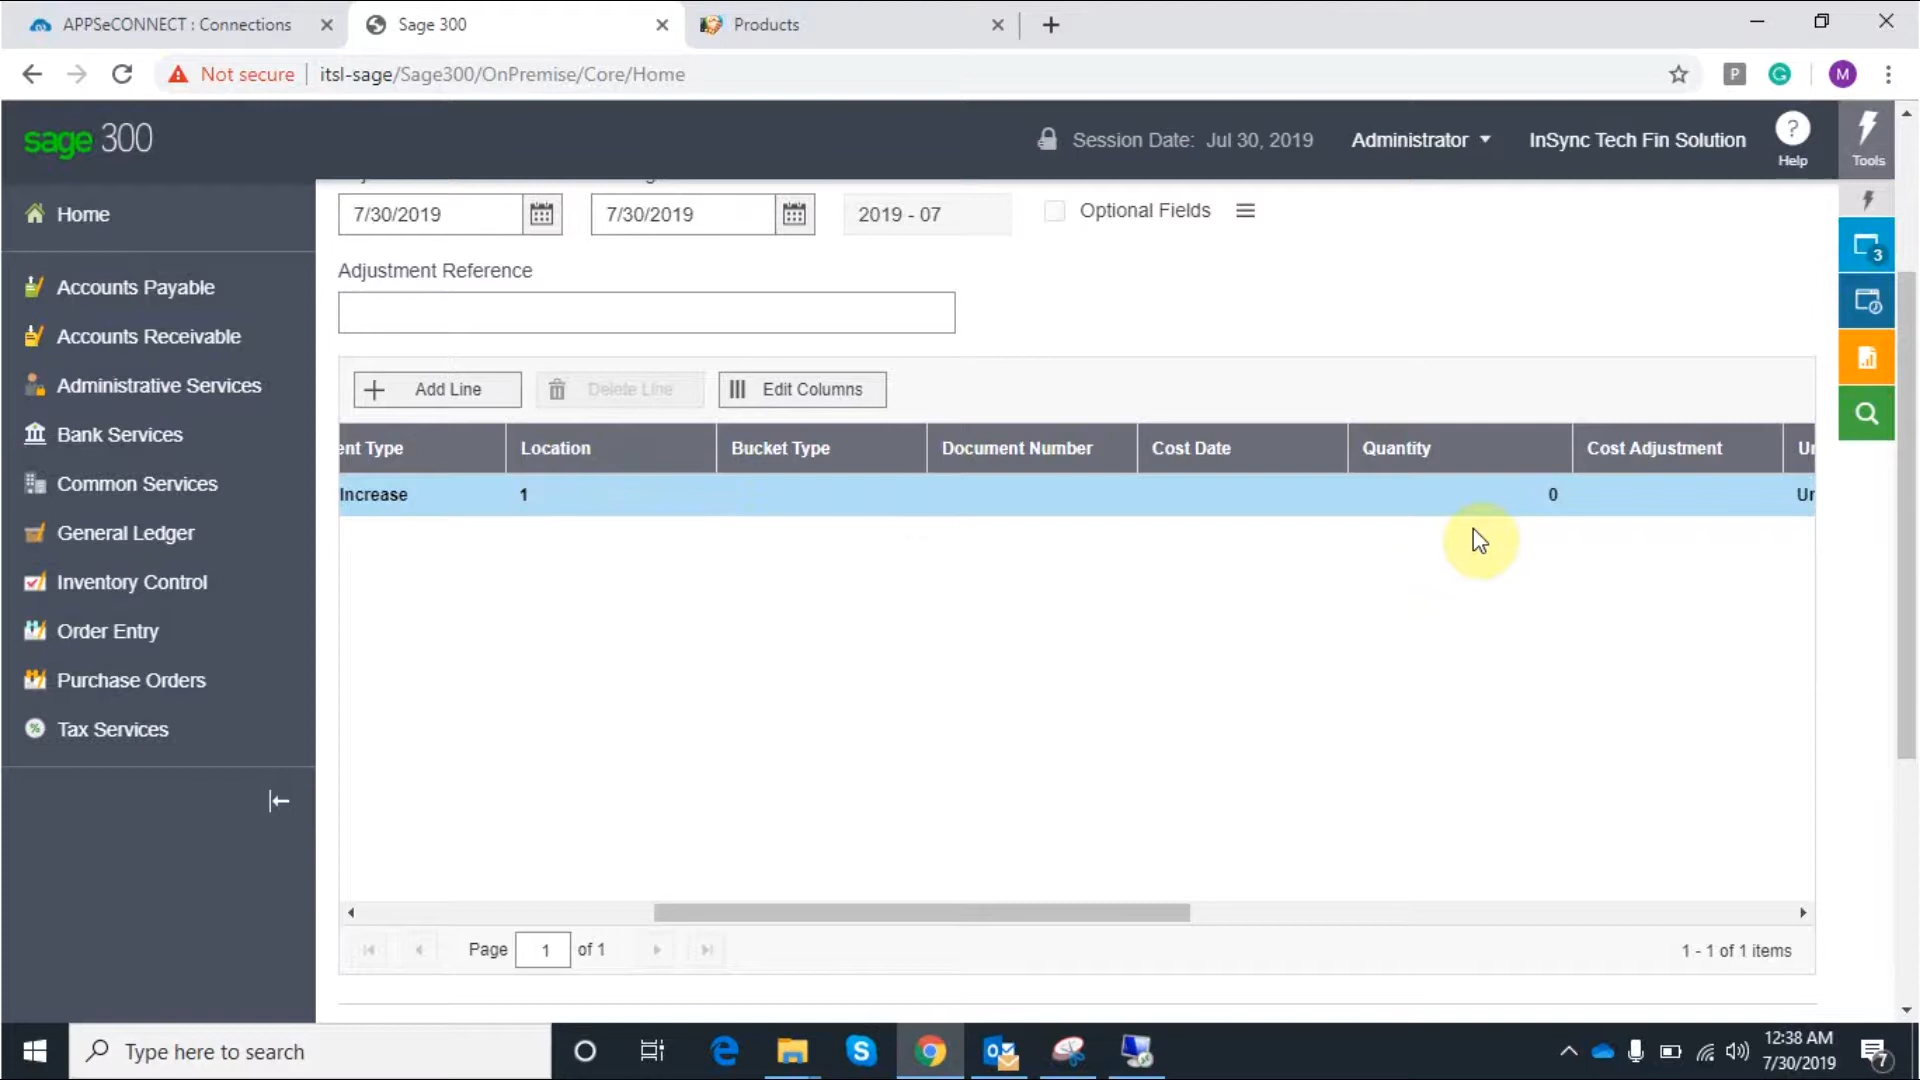 APPSeCONNECT : Connections
Sage 300
Products
Not secure
itsl-sage/Sage300/OnPremise/Core/Home
P
G
M
sage 300
Session Date: Jul 30, 2019
Administrator
InSync Tech Fin Solution
?
Help
Tools
Home
Accounts Payable
Accounts Receivable
Administrative Services
Bank Services
Common Services
General Ledger
Inventory Control
Order Entry
Purchase Orders
Tax Services
7/30/2019
7/30/2019
2019 - 07
Optional Fields
3
Adjustment Reference
Add Line
Delete Line
Edit Columns
ent Type
Location
Bucket Type
Document Number
Cost Date
Quantity
Cost Adjustment
Un
Increase
1
0
Un
Page
1
of 1
1 - 1 of 1 items
Type here to search
12:38 AM
7/30/2019
7